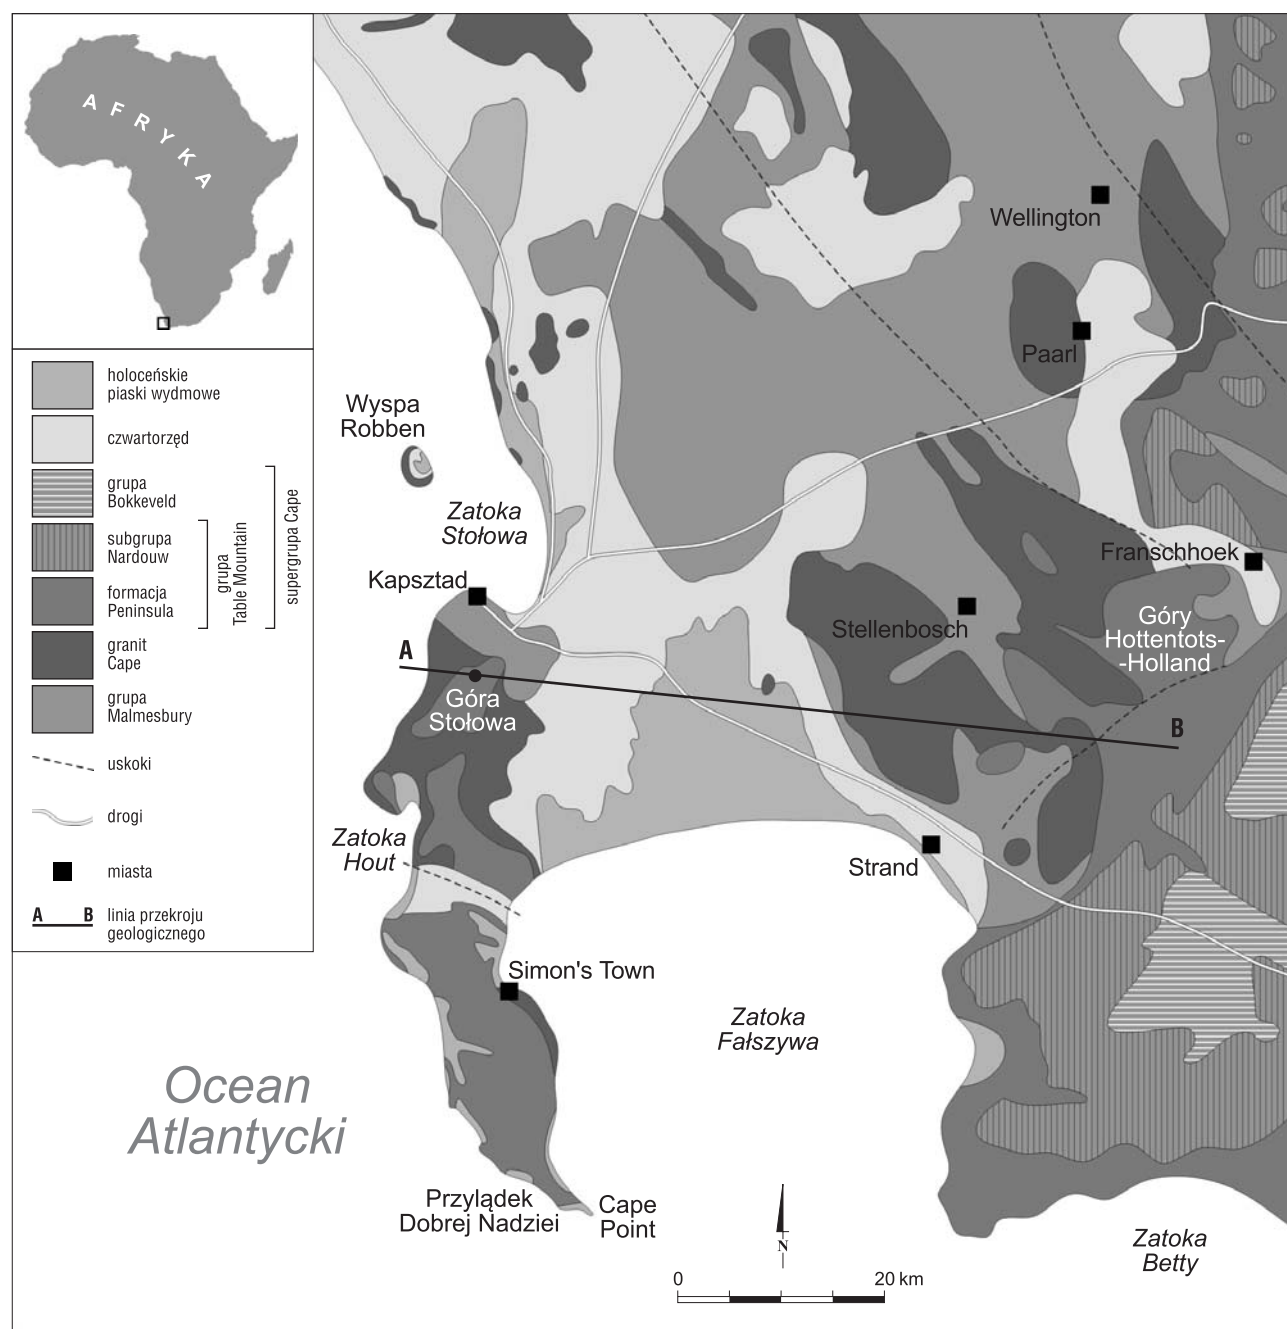 AFRYKA
holoceńskie
piaski wydmowe
czwartorzęd
grupa
Bokkeveld
subgrupa
Nardouw
formacja
Peninsula
grupa
Table Mountain
supergrupa Cape
granit
Cape
grupa
Malmesbury
uskoki
drogi
miasta
A B
linia przekroju
geologicznego
Wellington
Paarl
Wyspa
Robben
Zatoka
Stołowa
Kapsztad
Franschhoek
Stellenbosch
Góry
Hottentots-
-Holland
A
Góra
Stołowa
B
Zatoka
Hout
Strand
Simon's Town
Zatoka
Fałszywa
Ocean
Atlantycki
Przylądek
Dobrej Nadziei
Cape
Point
N
Zatoka
Betty
0 20 km